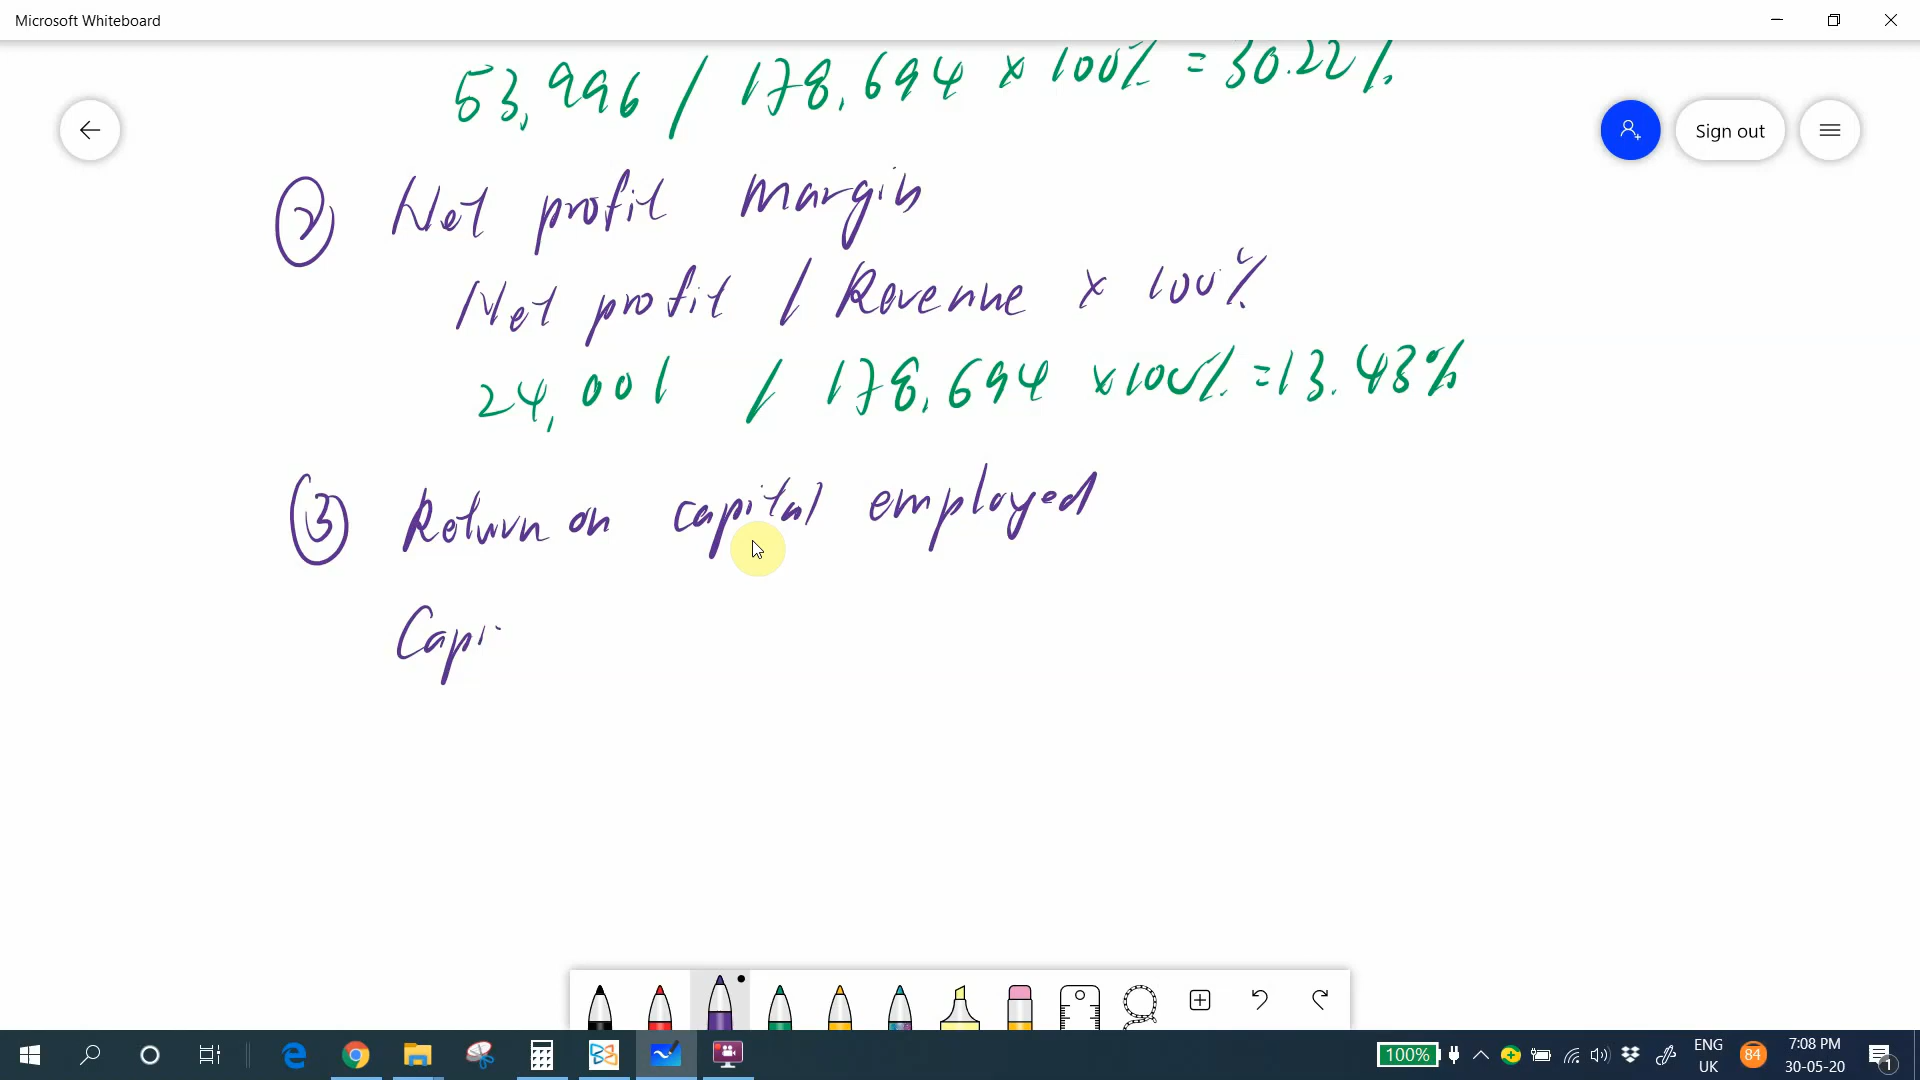 Microsoft Whiteboard
53,996 / 178,694 x 100% = 30.22%
Sign out
② Net profit margin
Net profit / Revenue x 100%
24,001 / 178,694 x 100% = 13.43%
③ Return on capital employed
Capi
100%
ENG
UK
84
7:08 PM
30-05-20
1